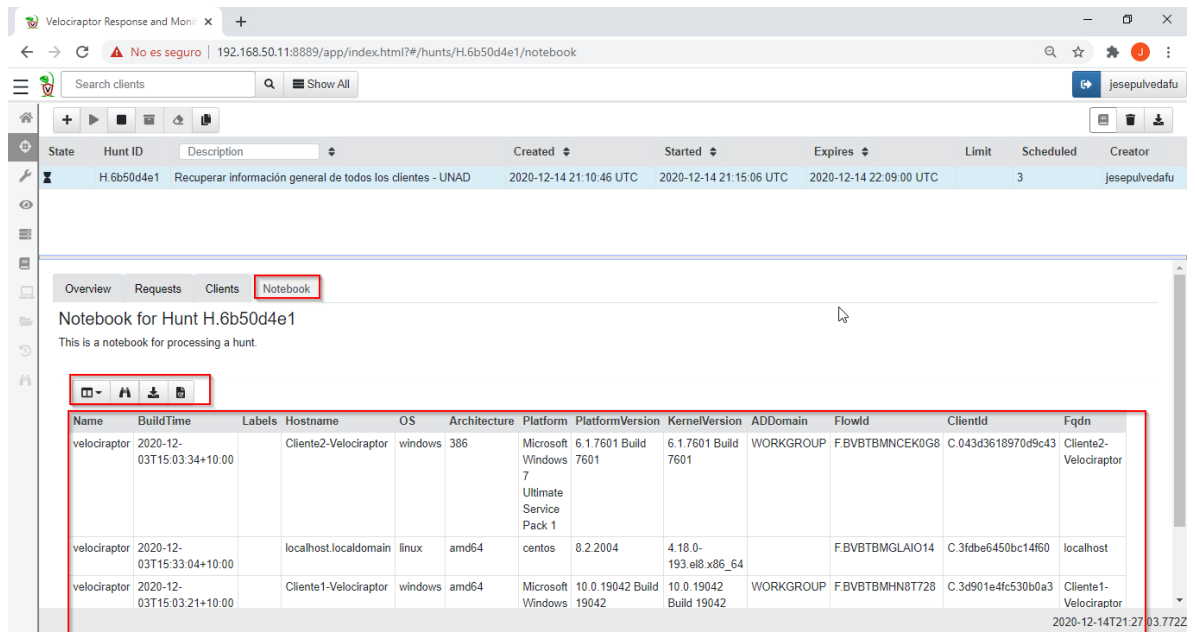 Velociraptor Response and Monit
No es seguro 192.168.50.11:8889/app/index.html?#/hunts/H.6b50d4e1/notebook
J
Search clients Show All jesepulvedafu
State Hunt ID Description Created Started Expires Limit Scheduled Creator
H.6b50d4e1 Recuperar información general de todos los clientes - UNAD 2020-12-14 21:10:46 UTC 2020-12-14 21:15:06 UTC 2020-12-14 22:09:00 UTC 3 jesepulvedafu
Overview Requests Clients Notebook
Notebook for Hunt H.6b50d4e1
This is a notebook for processing a hunt.
Name BuildTime Labels Hostname OS Architecture Platform PlatformVersion KernelVersion ADDomain FlowId ClientId Fqdn
velociraptor 2020-12- Cliente2-Velociraptor windows 386 Microsoft 6.1.7601 Build 6.1.7601 Build WORKGROUP F.BVBTBMNCEK0G8 C.043d3618970d9c43 Cliente2-
03T15:03:34+10:00 Windows 7601 7601 Velociraptor
7
Ultimate
Service
Pack 1
velociraptor 2020-12- localhost.localdomain linux amd64 centos 8.2.2004 4.18.0- F.BVBTBMGLAIO14 C.3fdbe6450bc14f60 localhost
03T15:33:04+10:00 193.el8.x86_64
velociraptor 2020-12- Cliente1-Velociraptor windows amd64 Microsoft 10.0.19042 Build 10.0.19042 WORKGROUP F.BVBTBMHN8T728 C.3d901e4fc530b0a3 Cliente1-
03T15:03:21+10:00 Windows 19042 Build 19042 Velociraptor
2020-12-14T21:27:03.772Z